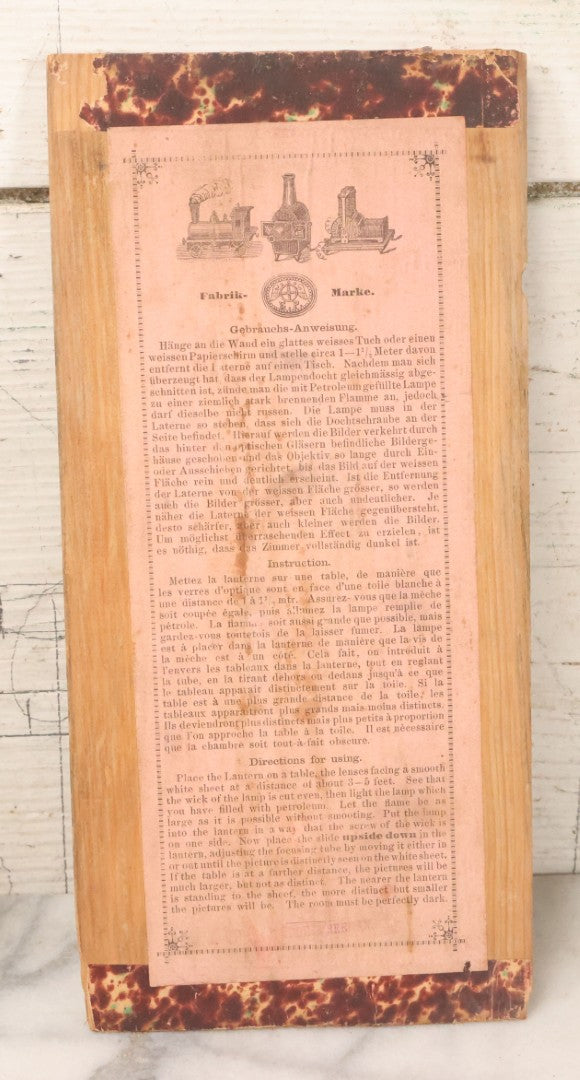 Fabrik- Marke.
Gebrauchs-Anweisung.
Hänge an die Wand ein glattes weisses Tuch oder einen
weissen Papierschirm und stelle circa 1—1½ Meter davon
entfernt die L terne auf einen Tisch. Nachdem man sich
überzeugt hat, dass der Lampendocht gleichmässig abge-
schnitten ist, zünde man die mit Petroleum gefüllte Lampe
zu einer ziemlich stark brennenden Flamme an, jedoch
darf dieselbe nicht russen. Die Lampe muss in der
Laterne so stehen, dass sich die Dochtschraube an der
Seite befindet. Hierauf werden die Bilder verkehrt durch
das hinter den optischen Gläsern befindliche Bilderge-
häuse geschoben und das Objektiv so lange durch Ein-
oder Ausschieben gerichtet, bis das Bild auf der weissen
Fläche rein und deutlich erscheint. Ist die Entfernung
der Laterne von der weissen Fläche grösser, so werden
auch die Bilder grösser, aber auch undeutlicher. Je
näher die Laterne der weissen Fläche gegenübersteht,
desto schärfer, aber auch kleiner werden die Bilder.
Um möglichst überraschenden Effect zu erzielen, ist
es nöthig, dass das Zimmer vollständig dunkel ist.
Instruction.
Mettez la lanterne sur une table, de manière que
les verres d'optique sont en face d'une toile blanche à
une distance de 1 à 1½ mtr. Assurez-vous que la mèche
soit coupée égale, puis allumez la lampe remplie de
pétrole. La flamme soit aussi grande que possible, mais
gardez-vous toutefois de la laisser fumer. La lampe
est à placer dans la lanterne de manière que la vis de
la mèche est à un côté. Cela fait, on introduit à
l'envers les tableaux dans la lanterne, tout en reglant
la tube, en la tirant dehors ou dedans jusqu'à ce que
le tableau apparait distinctement sur la toile. Si la
table est à une plus grande distance de la toile, les
tableaux apparaîtront plus grands mais moins distincts.
Ils deviendront plus distincts mais plus petits à proportion
que l'on approche la table à la toile. Il est nécessaire
que la chambre soit tout-à-fait obscure.
Directions for using.
Place the Lantern on a table, the lenses facing a smooth
white sheet at a distance of about 3—5 feet. See that
the wick of the lamp is cut even, then light the lamp which
you have filled with petroleum. Let the flame be as
large as it is possible without smooting. Put the lamp
into the lantern in a way that the screw of the wick is
on one side. Now place the slide upside down in the
lantern, adjusting the focusing tube by moving it either in
or out until the picture is distinctly seen on the white sheet.
If the table is at a farther distance, the pictures will be
much larger, but not as distinct. The nearer the lantern
is standing to the sheet, the more distinct but smaller
the pictures will be. The room must be perfectly dark.